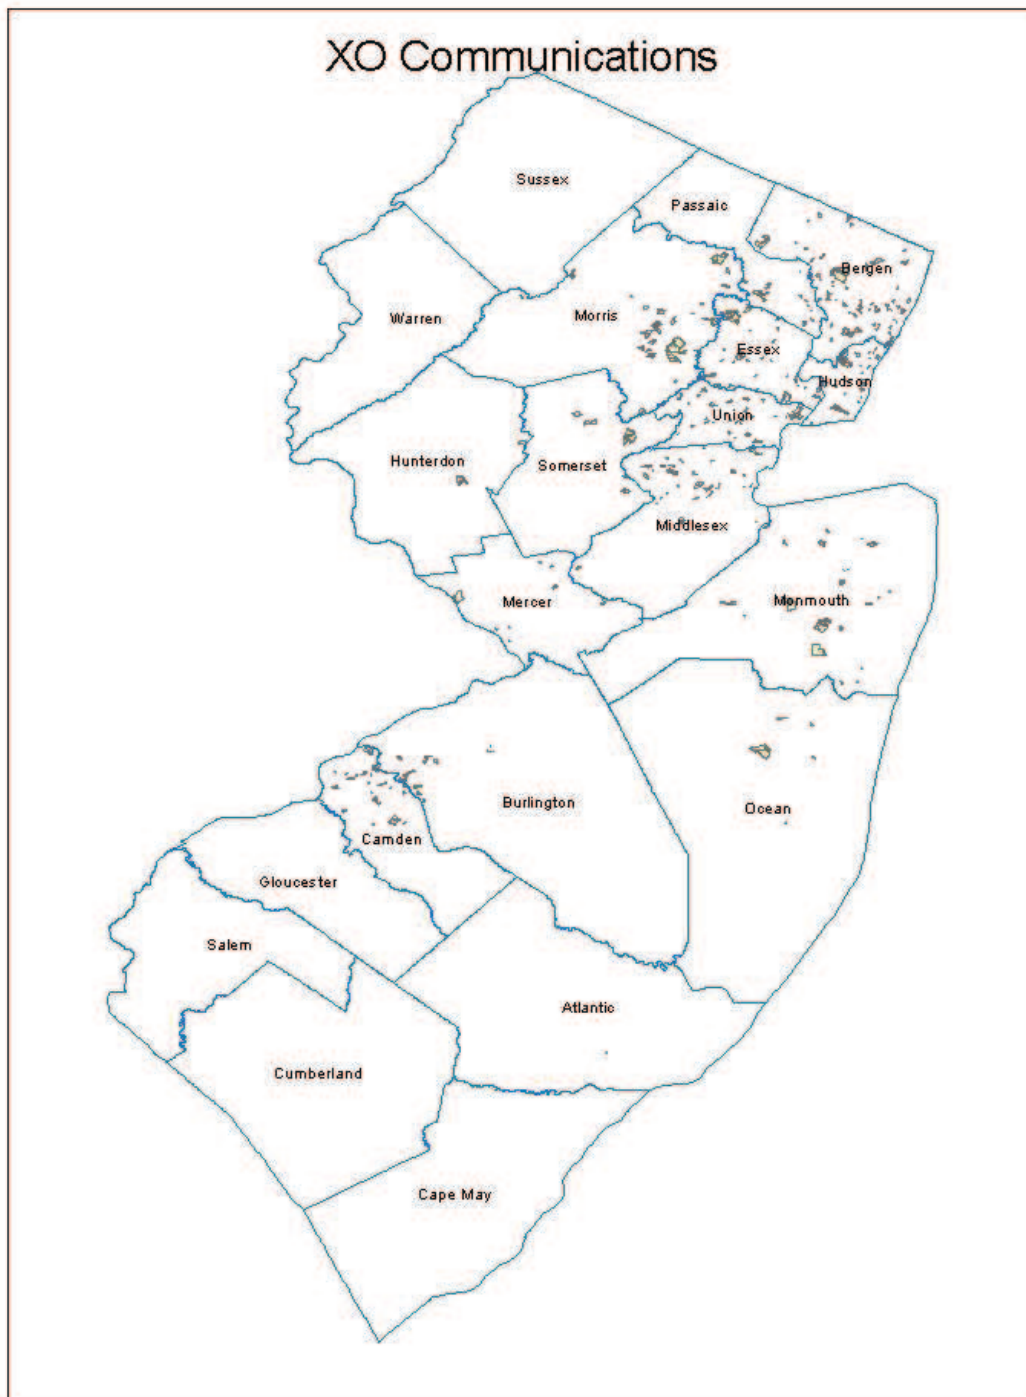 XO Communications
Sussex
Passaic
Bergen
Warren
Morris
Essex
Hudson
Union
Hunterdon
Somerset
Middlesex
Mercer
Monmouth
Burlington
Ocean
Camden
Gloucester
Salem
Atlantic
Cumberland
Cape May